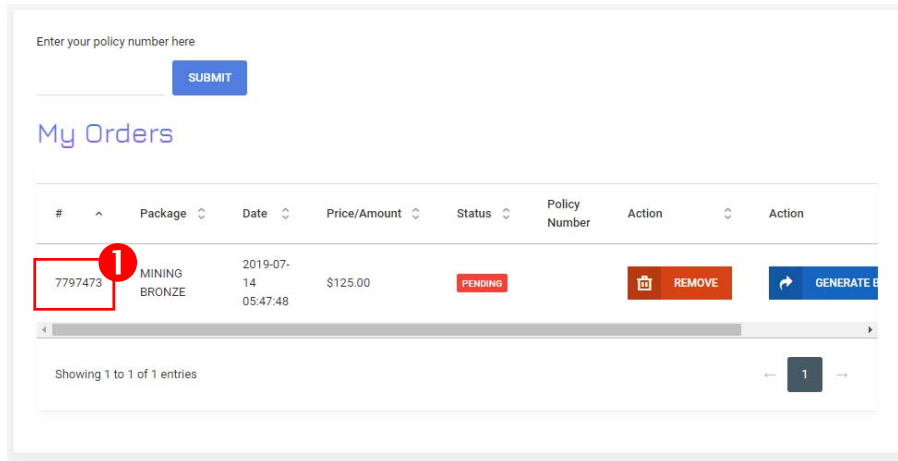 Enter your policy number here
SUBMIT
My Orders
# Package Date Price/Amount Status Policy Number Action Action
1
7797473 MINING BRONZE 2019-07-14 05:47:48 $125.00 PENDING REMOVE GENERATE B
Showing 1 to 1 of 1 entries
← 1 →